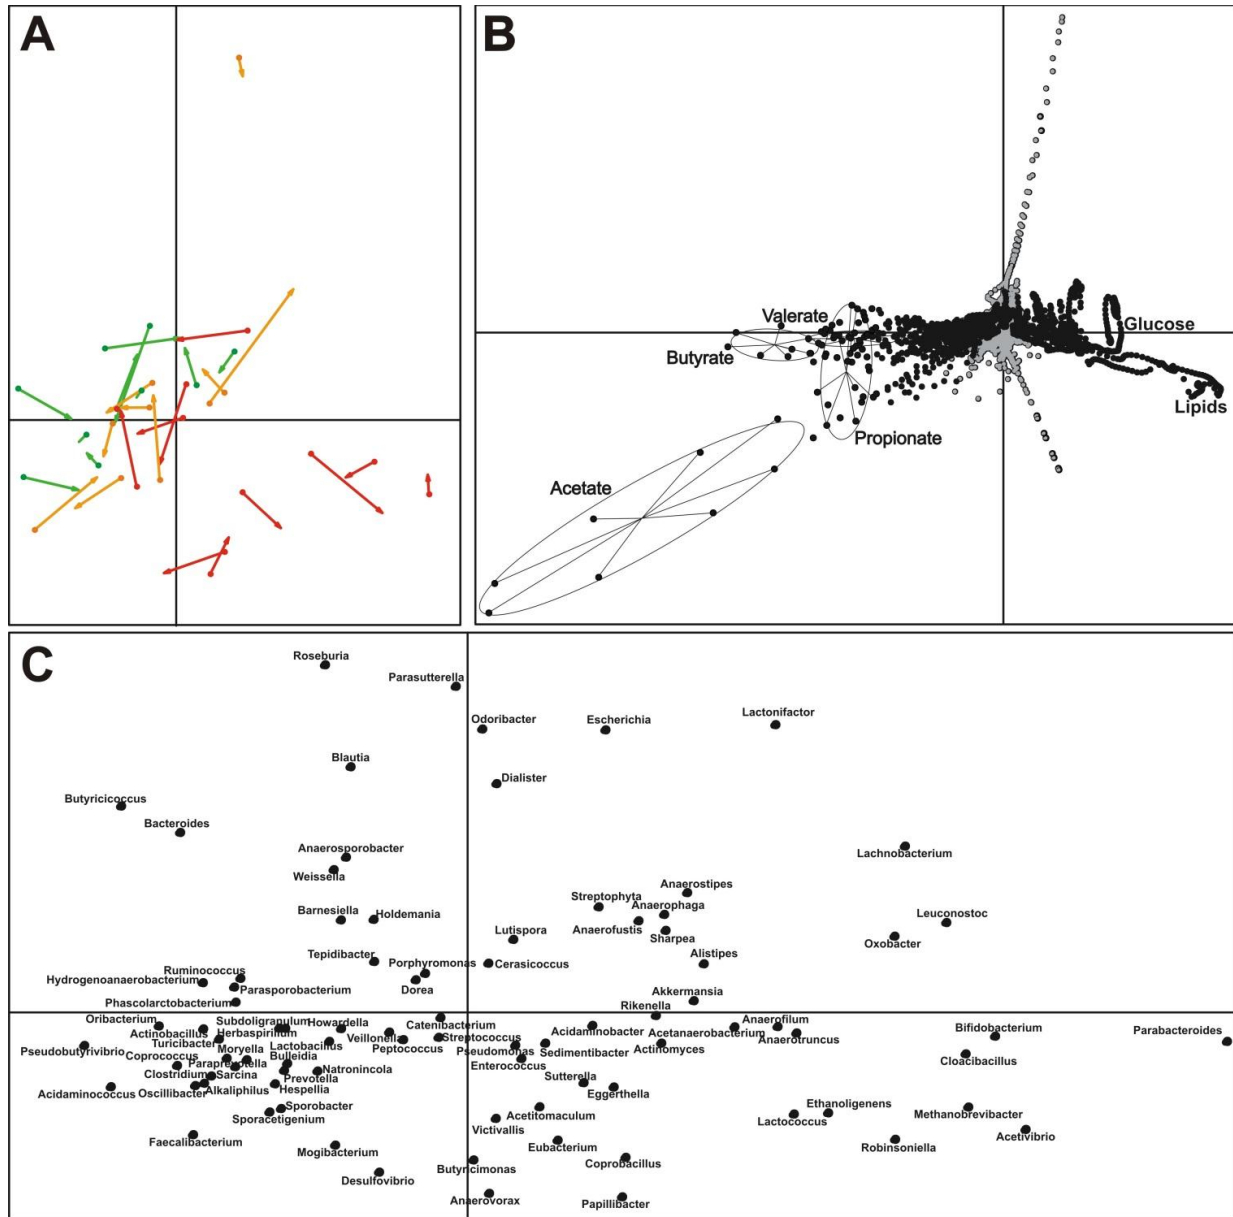 A
B
Valerate
Glucose
Butyrate
Lipids
Propionate
Acetate
C
Roseburia
Parasutterella
Odoribacter
Escherichia
Lactonifactor
Blautia
Dialister
Butyricicoccus
Bacteroides
Anaerosporobacter
Lachnobacterium
Weissella
Anaerostipes
Streptophyta
Anaerophaga
Barnesiella
Holdemania
Leuconostoc
Lutispora
Anaerofustis
Sharpea
Oxobacter
Tepidibacter
Alistipes
Porphyromonas
Cerasicoccus
Ruminococcus
Hydrogenoanaerobacterium
Dorea
Parasporobacterium
Akkermansia
Phascolarctobacterium
Rikenella
Oribacterium
Subdoligranulum
Howardella
Catenibacterium
Anaerofilum
Actinobacillus
Herbaspirillum
Acidaminobacter
Acetanaerobacterium
Bifidobacterium
Parabacteroides
Turicibacter
Lactobacillus
Veillonella
Streptococcus
Anaerotruncus
Pseudobutyrivibrio
Moryella
Peptococcus
Pseudomonas
Sedimentibacter
Actinomyces
Coprococcus
Paraprevotella
Bulleidia
Enterococcus
Cloacibacillus
Clostridium
Sarcina
Prevotella
Natronincola
Sutterella
Acidaminococcus
Oscillibacter
Alkaliphilus
Hespellia
Eggerthella
Sporobacter
Acetitomaculum
Ethanoligenens
Methanobrevibacter
Sporacetigenium
Victivallis
Lactococcus
Acetivibrio
Faecalibacterium
Mogibacterium
Eubacterium
Robinsoniella
Butyricimonas
Coprobacillus
Desulfovibrio
Anaerovorax
Papillibacter